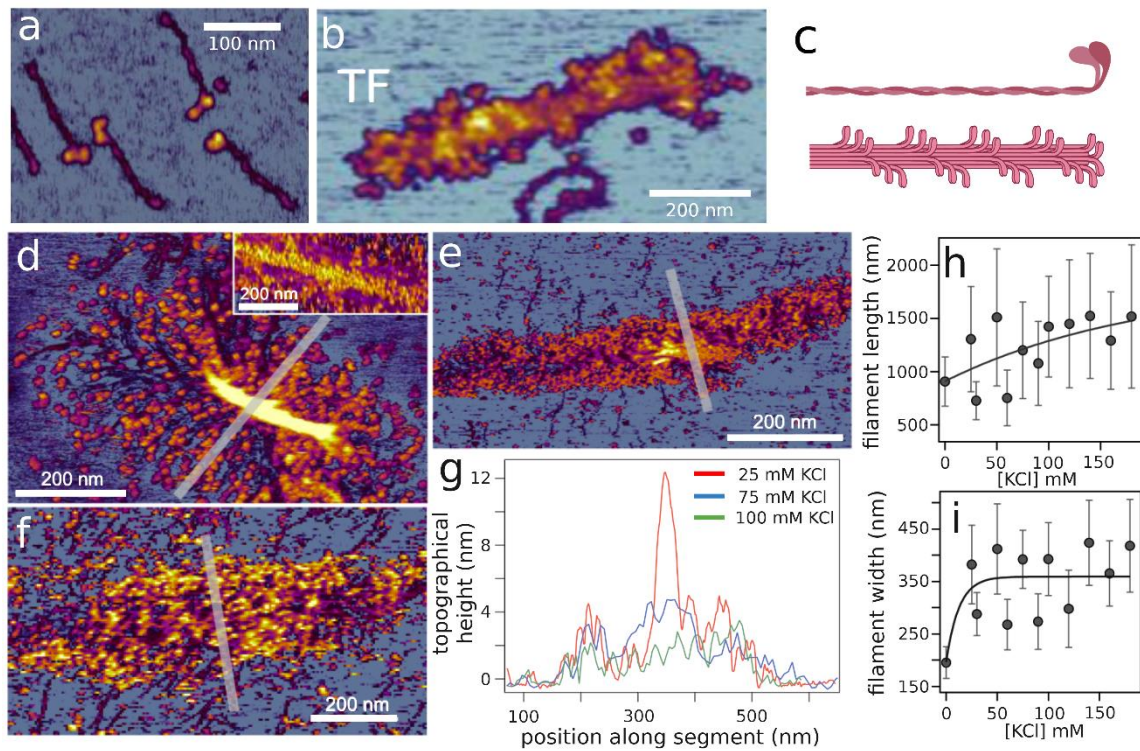 a
100 nm
b
TF
200 nm
c
d
200 nm
200 nm
e
200 nm
f
200 nm
g
topographical
height (nm)
12
8
4
0
25 mM KCl
75 mM KCl
100 mM KCl
100
300
500
position along segment (nm)
h
filament length (nm)
2000
1500
1000
500
0
50
100
150
[KCl] mM
i
filament width (nm)
450
350
250
150
0
50
100
150
[KCl] mM